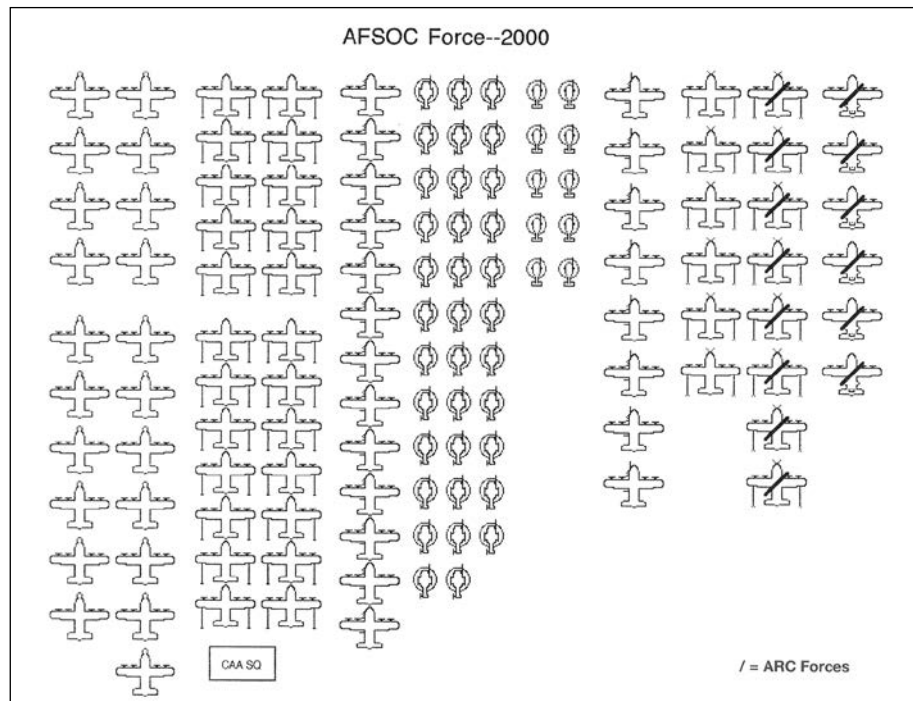 AFSOC Force--2000
CAA SQ
/ = ARC Forces